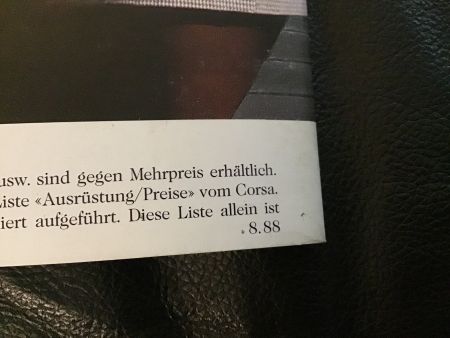 usw. sind gegen Mehrpreis erhältlich.
Liste «Ausrüstung/Preise» vom Corsa.
iert aufgeführt. Diese Liste allein ist
8.88